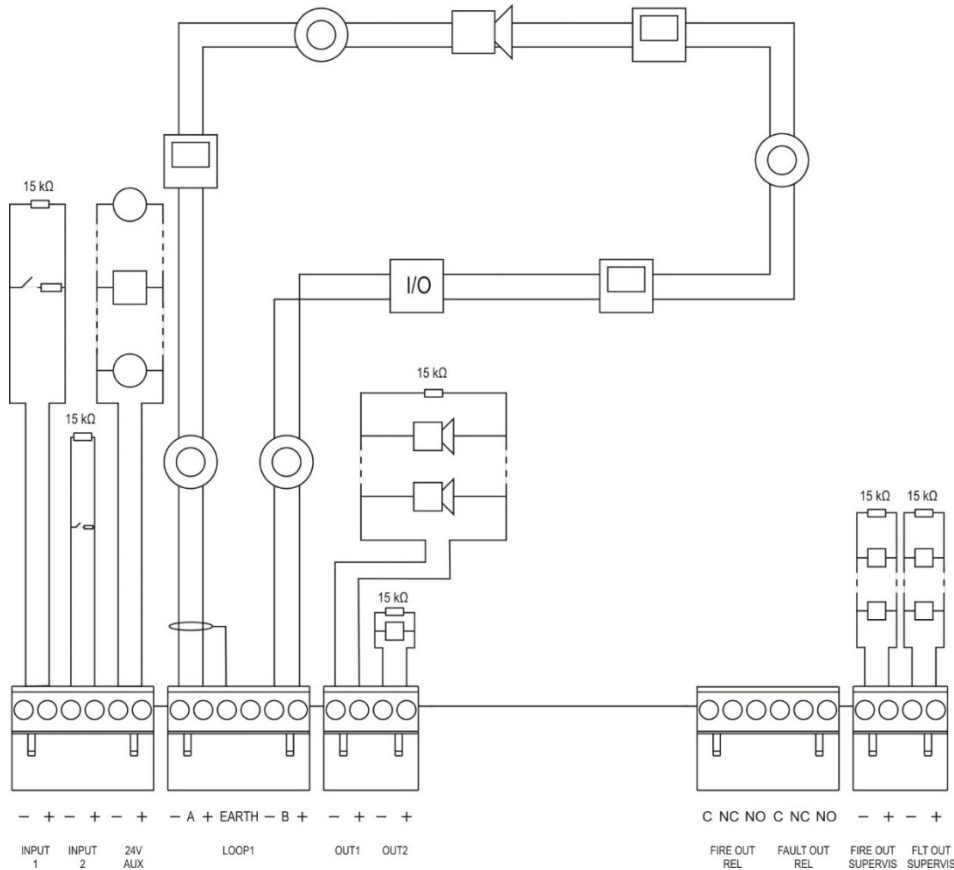 15 kΩ
I/O
15 kΩ
15 kΩ
15 kΩ
15 kΩ
15 kΩ
− + − + − + − A + EARTH − B + − + − + C NC NO C NC NO − + − +
INPUT 1
INPUT 2
24V AUX
LOOP1
OUT1
OUT2
FIRE OUT REL
FAULT OUT REL
FIRE OUT SUPERVIS
FLT OUT SUPERVIS